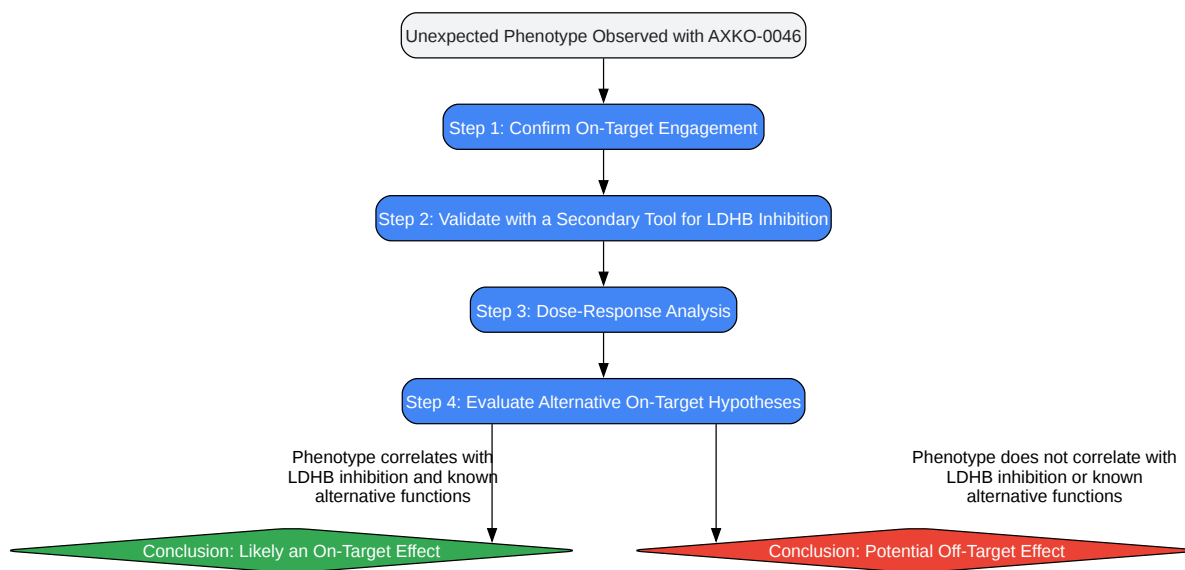 Unexpected Phenotype Observed with AXKO-0046
Step 1: Confirm On-Target Engagement
Step 2: Validate with a Secondary Tool for LDHB Inhibition
Step 3: Dose-Response Analysis
Step 4: Evaluate Alternative On-Target Hypotheses
Phenotype correlates with
LDHB inhibition and known
alternative functions
Phenotype does not correlate with
LDHB inhibition or known
alternative functions
Conclusion: Likely an On-Target Effect
Conclusion: Potential Off-Target Effect